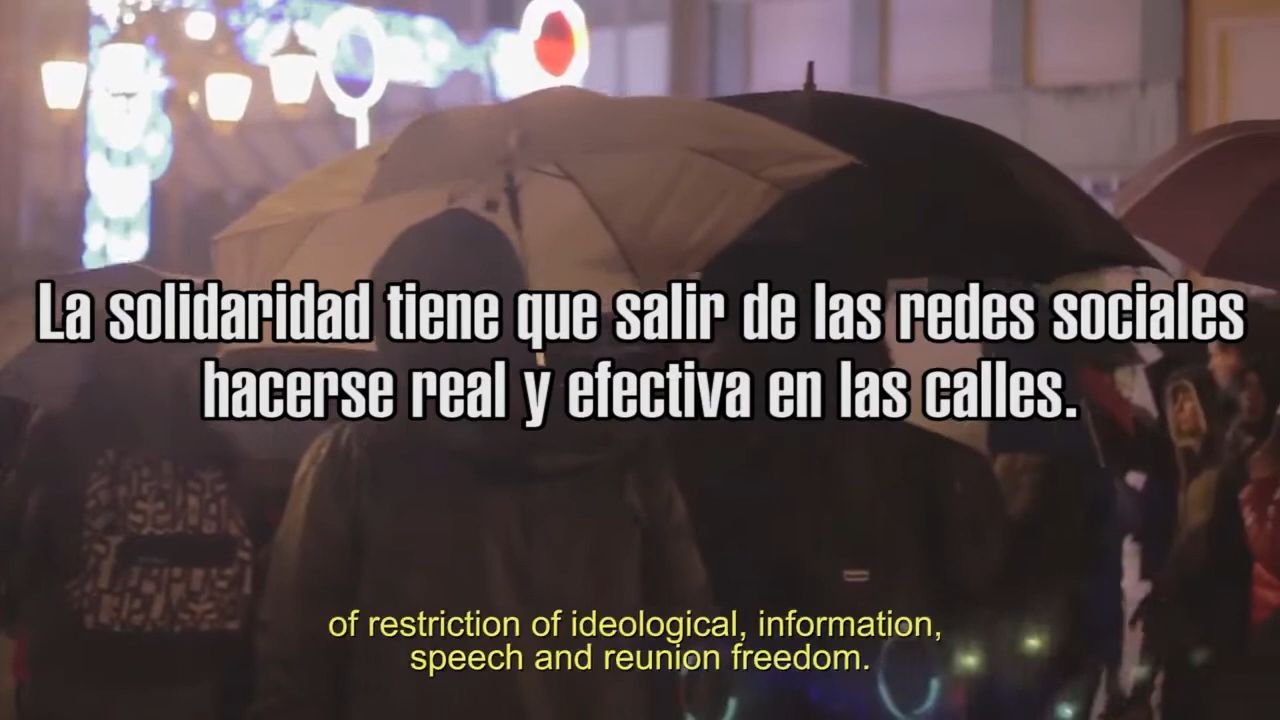 La solidaridad tiene que salir de las redes sociales
hacerse real y efectiva en las calles.
of restriction of ideological, information,
speech and reunion freedom.